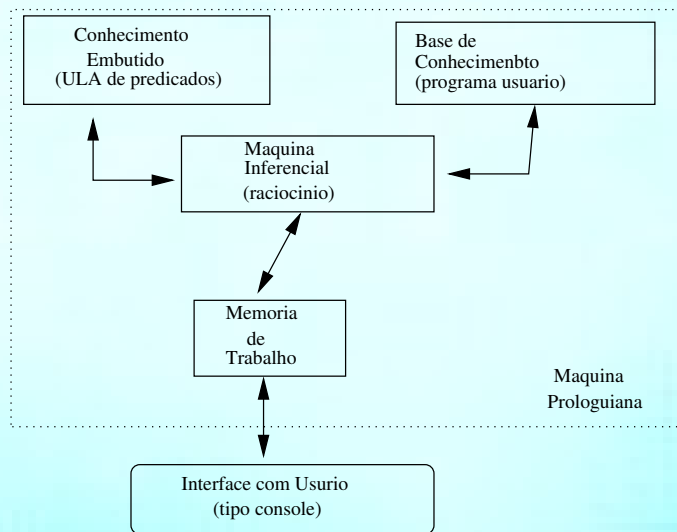 Conhecimento
Embutido
(ULA de predicados)
Base de
Conhecimenbto
(programa usuario)
Maquina
Inferencial
(raciocinio)
Memoria
de
Trabalho
Maquina
Prologuiana
Interface com Usurio
(tipo console)